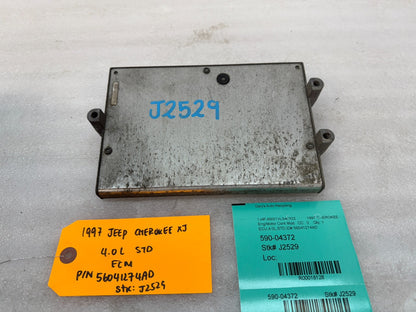 J2529
1997 JEEP CHEROKEE XJ
4.0L STD
ECM
P/N 56041274AD
STK: J2529
590-04372
Stk# J2529
Loc:
R00018128
590-04372
Stk# J2529